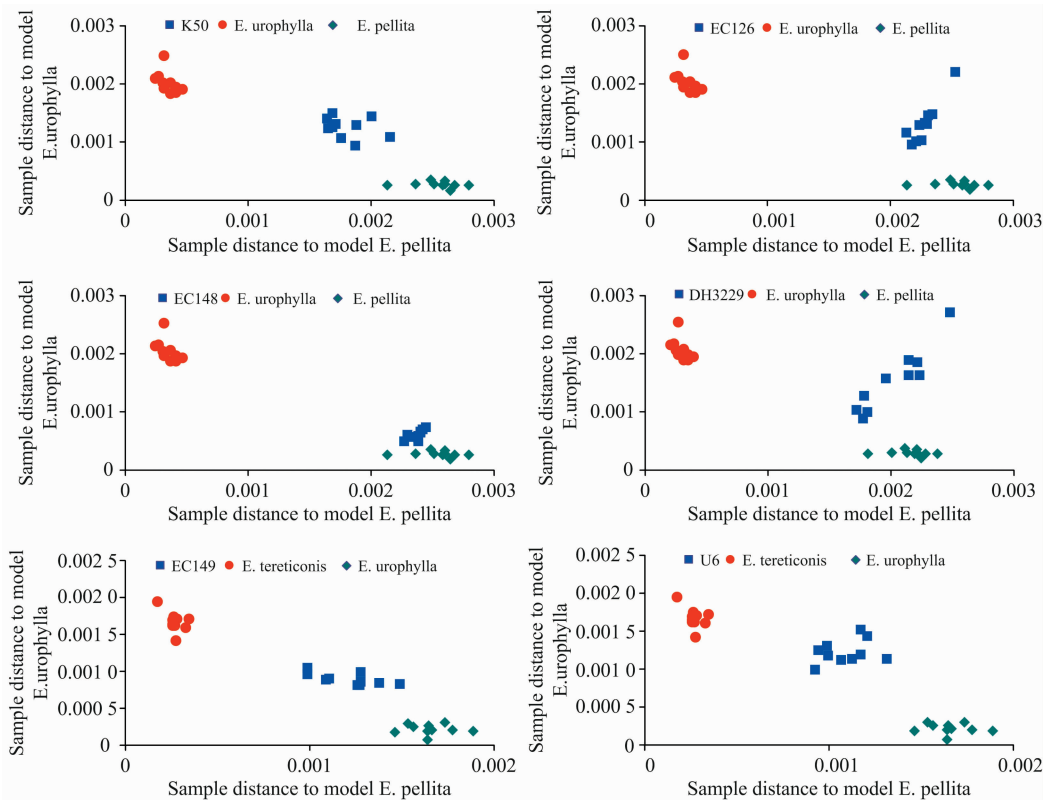 K50 E. urophylla E. pellita
Sample distance to model
E.urophylla
0.003
0.002
0.001
0
0 0.001 0.002 0.003
Sample distance to model E. pellita
EC126 E. urophylla E. pellita
Sample distance to model
E.urophylla
0.003
0.002
0.001
0
0 0.001 0.002 0.003
Sample distance to model E. pellita
EC148 E. urophylla E. pellita
Sample distance to model
E.urophylla
0.003
0.002
0.001
0
0 0.001 0.002 0.003
Sample distance to model E. pellita
DH3229 E. urophylla E. pellita
Sample distance to model
E.urophylla
0.003
0.002
0.001
0
0 0.001 0.002 0.003
Sample distance to model E. pellita
EC149 E. tereticonis E. urophylla
Sample distance to model
E.urophylla
0.002 5
0.002 0
0.001 5
0.001 0
0.000 5
0
0 0.001 0.002
Sample distance to model E. pellita
U6 E. tereticonis E. urophylla
Sample distance to model
E.urophylla
0.002 5
0.002 0
0.001 5
0.001 0
0.000 5
0
0 0.001 0.002
Sample distance to model E. pellita